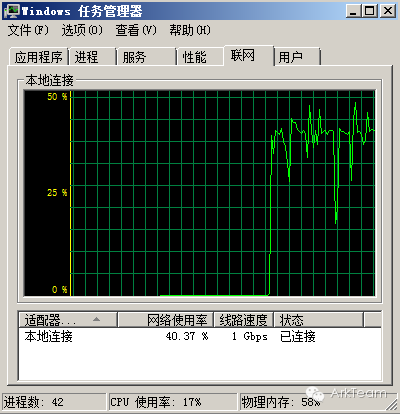 Windows 任务管理器
文件(F) 选项(O) 查看(V) 帮助(H)
应用程序 进程 服务 性能 联网 用户
本地连接
50 %
25 %
0 %
适配器... 网络使用率 线路速度 状态
本地连接 40.37 % 1 Gbps 已连接
进程数: 42 CPU 使用率: 17% 物理内存: 58%
ArkTeam